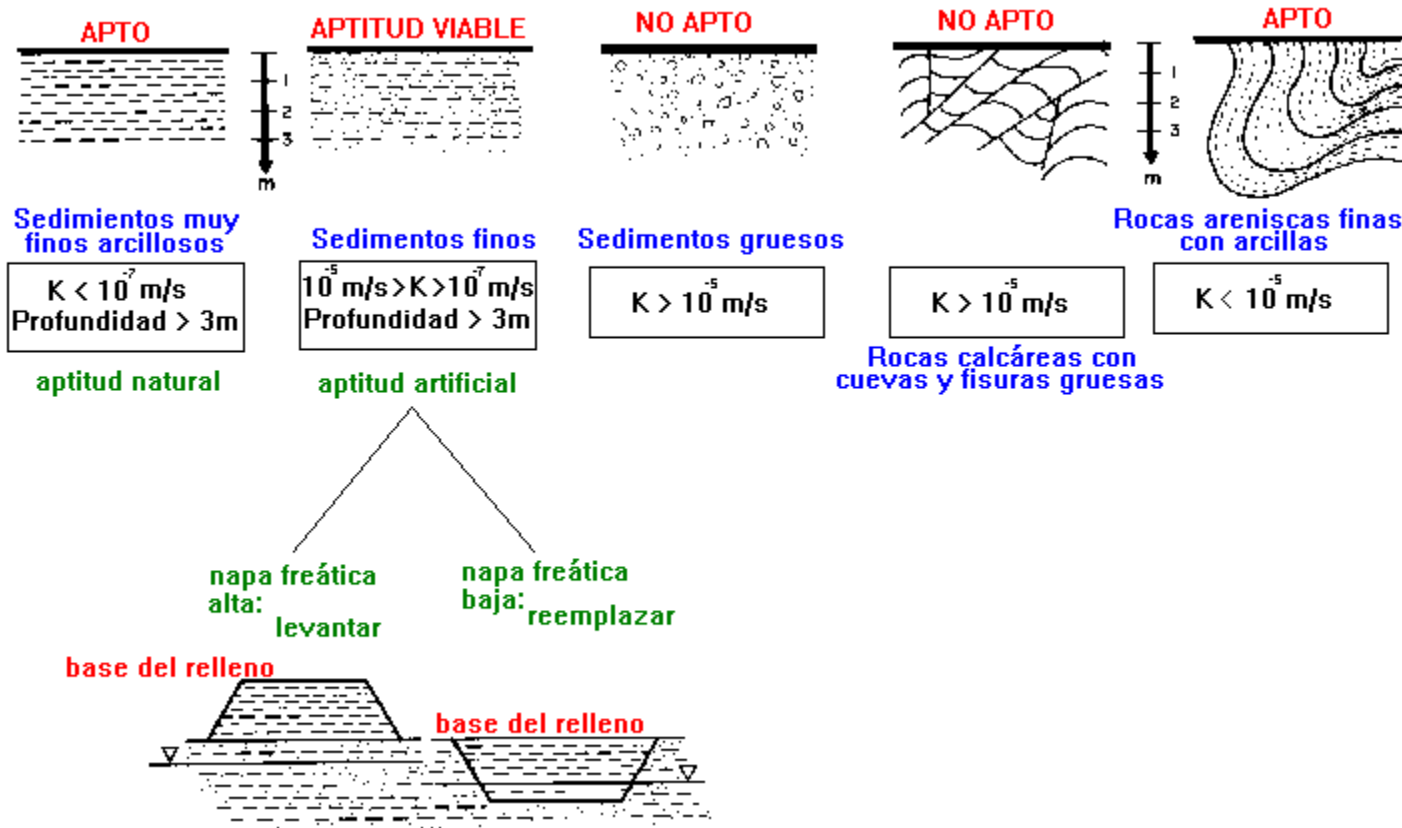 APTO
APTITUD VIABLE
NO APTO
NO APTO
APTO
1
2
3
m
1
2
3
m
Sedimientos muy
finos arcillosos
Sedimentos finos
Sedimentos gruesos
Rocas areniscas finas
con arcillas
K < 10⁻⁷ m/s
Profundidad > 3m
10⁻⁵ m/s>K>10⁻⁷ m/s
Profundidad > 3m
K > 10⁻⁵ m/s
K > 10⁻⁵ m/s
K < 10⁻⁵ m/s
Rocas calcáreas con
cuevas y fisuras gruesas
aptitud natural
aptitud artificial
napa freática
alta:
levantar
napa freática
baja:
reemplazar
base del relleno
base del relleno